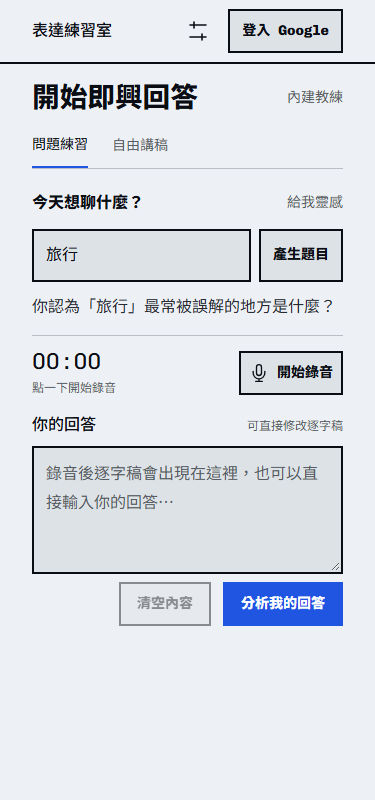 表達練習室
登入 Google
開始即興回答
內建教練
問題練習 自由講稿
今天想聊什麼？
給我靈感
旅行
產生題目
你認為「旅行」最常被誤解的地方是什麼？
00:00
點一下開始錄音
開始錄音
你的回答
可直接修改逐字稿
錄音後逐字稿會出現在這裡，也可以直
接輸入你的回答…
清空內容
分析我的回答